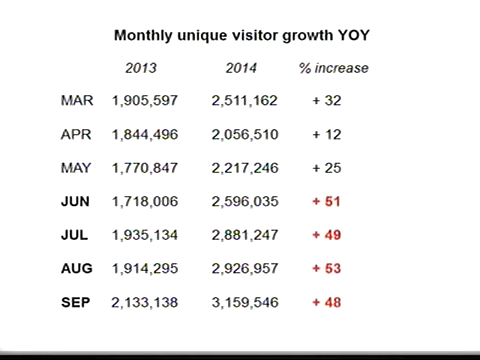 Monthly unique visitor growth YOY
2013 2014 % increase
MAR 1,905,597 2,511,162 + 32
APR 1,844,496 2,056,510 + 12
MAY 1,770,847 2,217,246 + 25
JUN 1,718,006 2,596,035 + 51
JUL 1,935,134 2,881,247 + 49
AUG 1,914,295 2,926,957 + 53
SEP 2,133,138 3,159,546 + 48